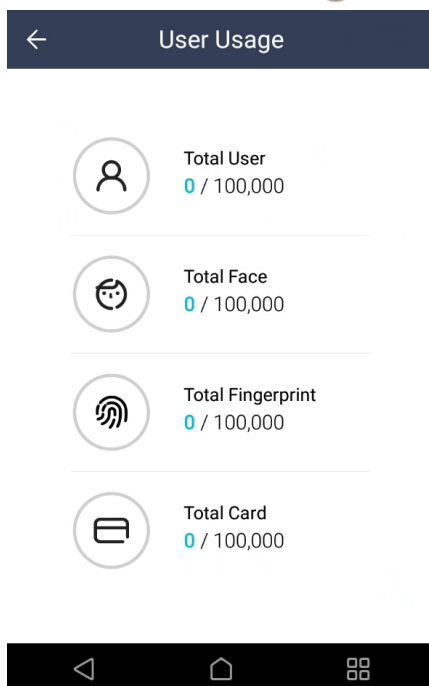 User Usage
Total User
0 / 100,000
Total Face
0 / 100,000
Total Fingerprint
0 / 100,000
Total Card
0 / 100,000